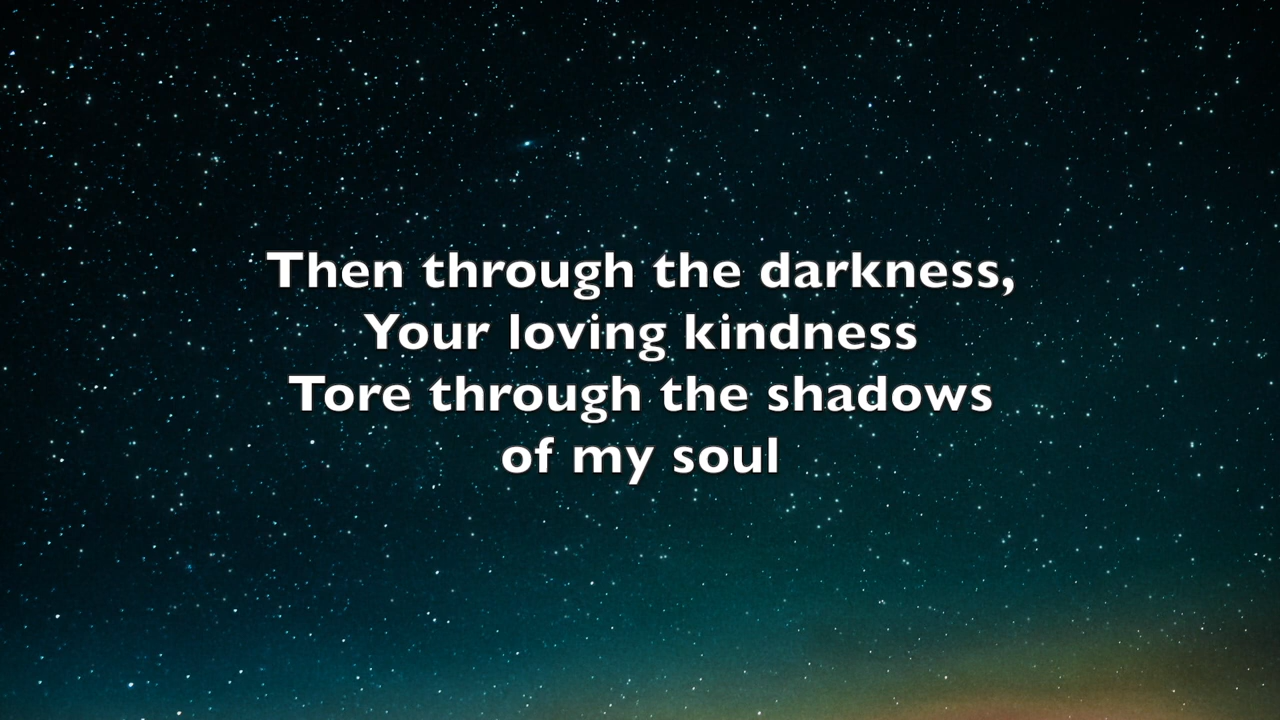 Then through the darkness,
Your loving kindness
Tore through the shadows
of my soul